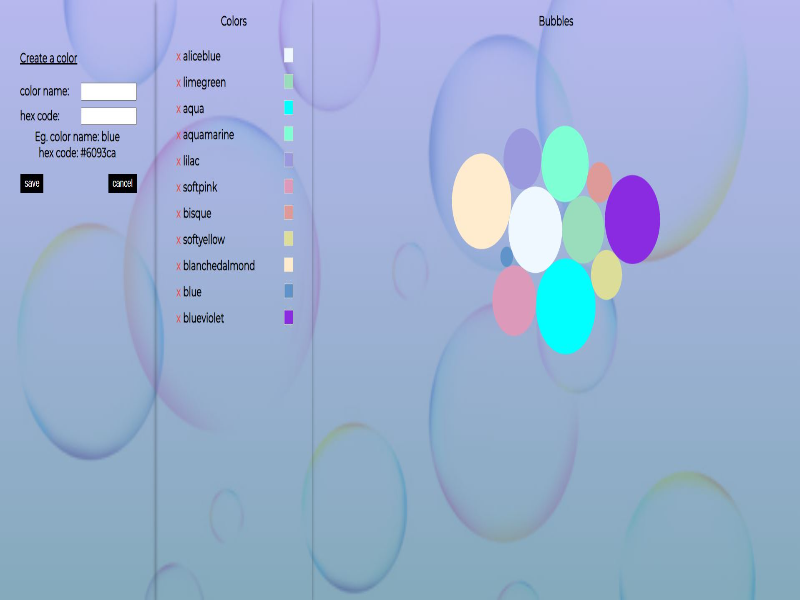 Create a color
color name:
hex code:
Eg. color name: blue
hex code: #6093ca
save
cancel
Colors
x aliceblue
x limegreen
x aqua
x aquamarine
x lilac
x softpink
x bisque
x softyellow
x blanchedalmond
x blue
x blueviolet
Bubbles